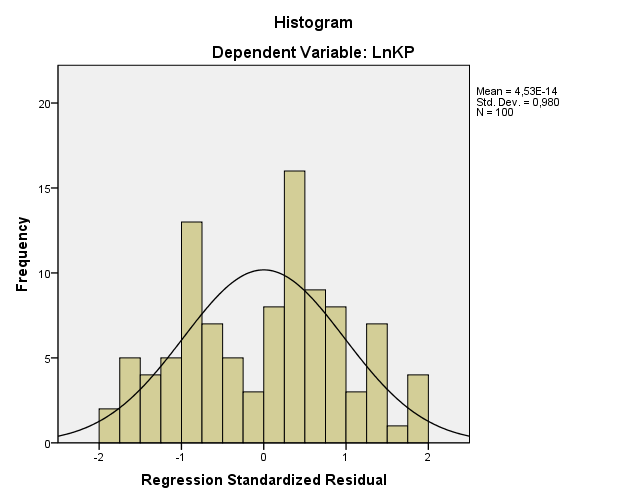 Histogram
Dependent Variable: LnKP
Mean = 4,53E-14
Std. Dev. = 0,980
N = 100
Frequency
20
15
10
5
0
-2 -1 0 1 2
Regression Standardized Residual